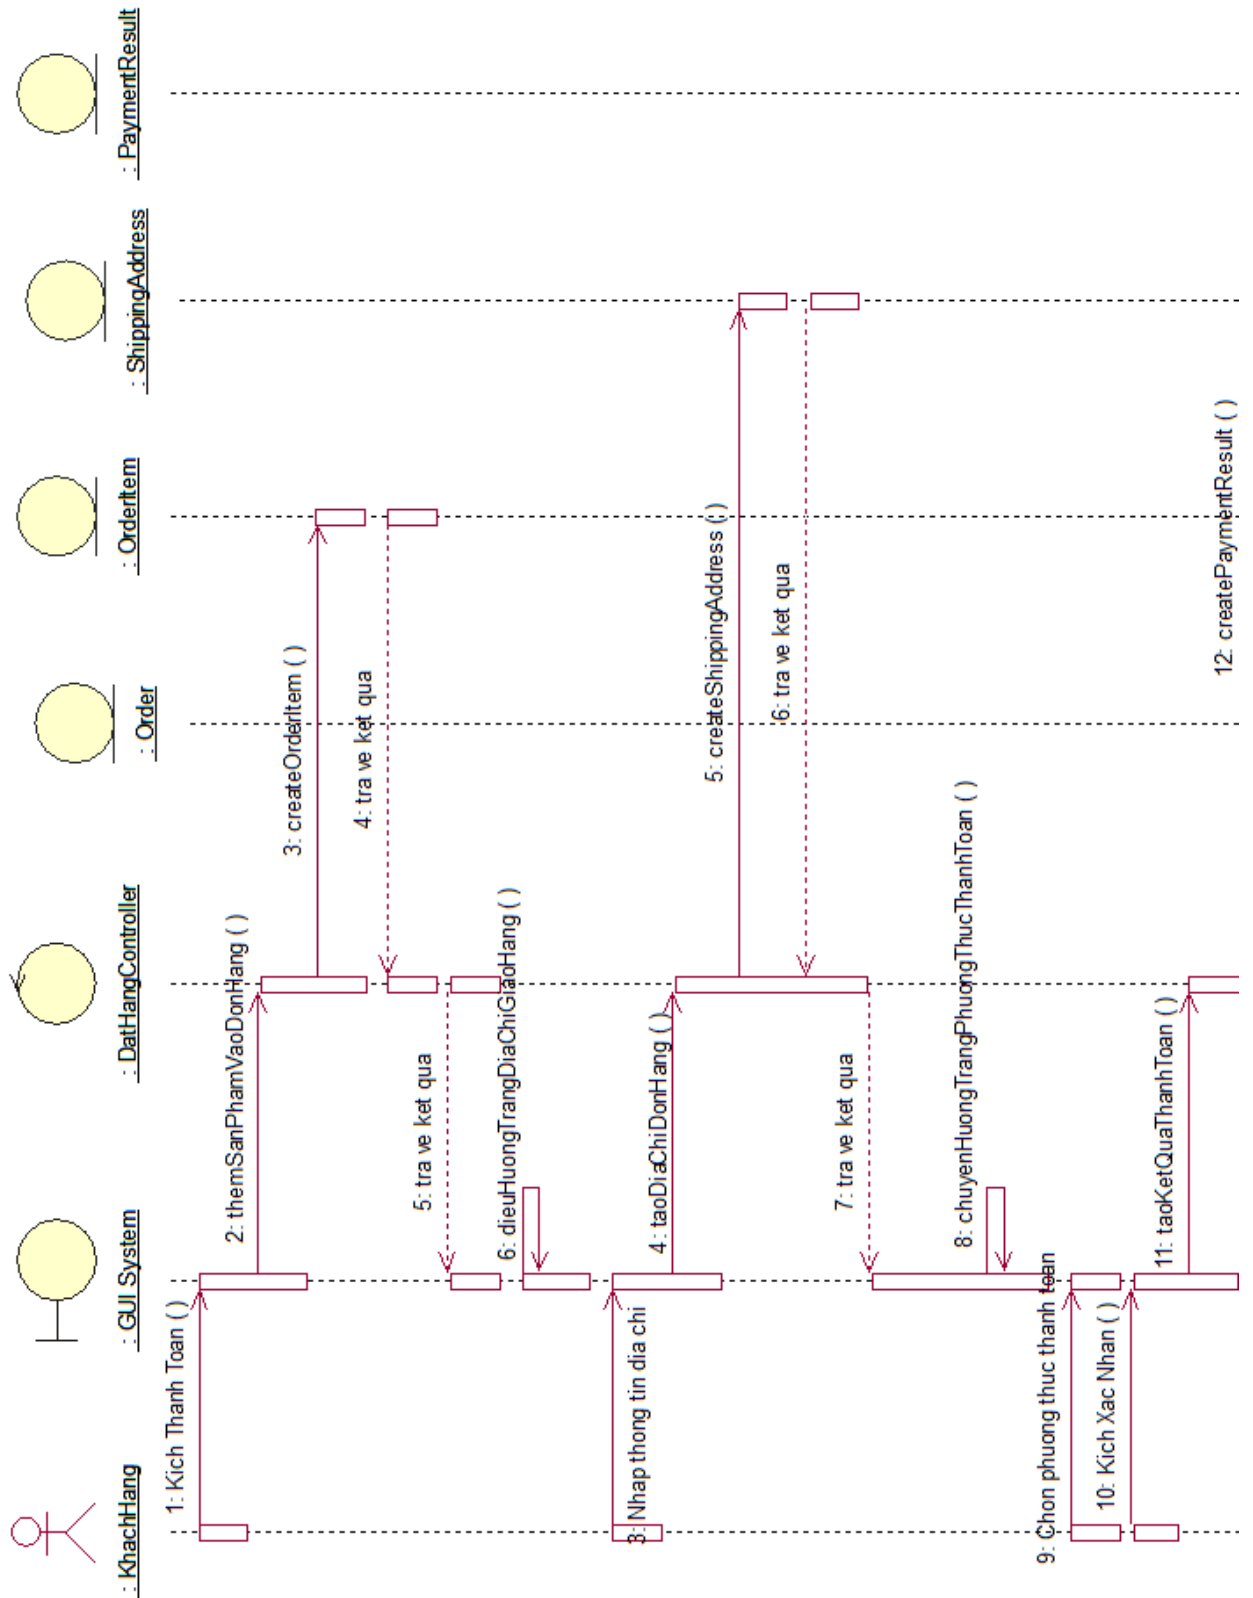 : KhachHang
: GUI System
: DatHangController
: Order
: OrderItem
: ShippingAddress
: PaymentResult
1: Kich Thanh Toan ( )
2: themSanPhamVaoDonHang ( )
3: createOrderItem ( )
4: tra ve ket qua
5: tra ve ket qua
6: dieuHuongTrangDiaChiGiaoHang ( )
3: Nhap thong tin dia chi
4: taoDiaChiDonHang ( )
5: createShippingAddress ( )
6: tra ve ket qua
7: tra ve ket qua
8: chuyenHuongTrangPhuongThucThanhToan ( )
9: Chon phuong thuc thanh toan
10: Kich Xac Nhan ( )
11: taoKetQuaThanhToan ( )
12: createPaymentResult ( )